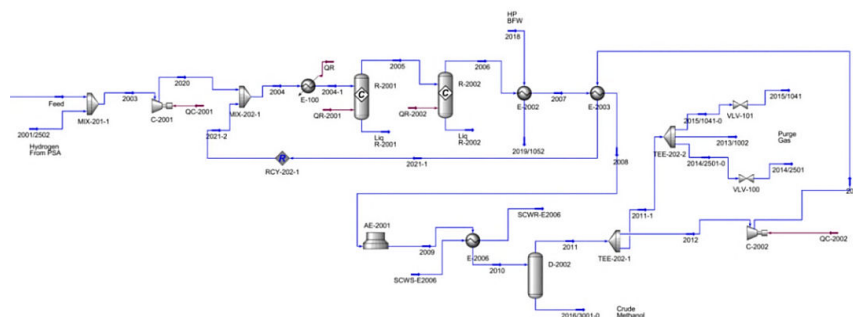 HP
BFW
2018
QR
2005
2006
R-2001
R-2002
2020
2004
2004-1
E-100
2007
2015/1041
2015/1041-0
VLV-101
Feed
2003
C-2001
QC-2001
MIX-202-1
QR-2001
QR-2002
E-2002
E-2003
MIX-201-1
2001/2502
Hydrogen
From PSA
2021-2
Liq
R-2001
Liq
R-2002
2019/1052
2008
2013/1002
Purge
Gas
TEE-202-2
2014/2501-0
2014/2501
VLV-100
RCY-202-1
2021-1
R
C
C
2011-1
SCWR-E2006
AE-2001
2009
E-2006
2011
2012
QC-2002
C-2002
TEE-202-1
SCWS-E2006
2010
D-2002
2016/3001-0
Crude
Methanol